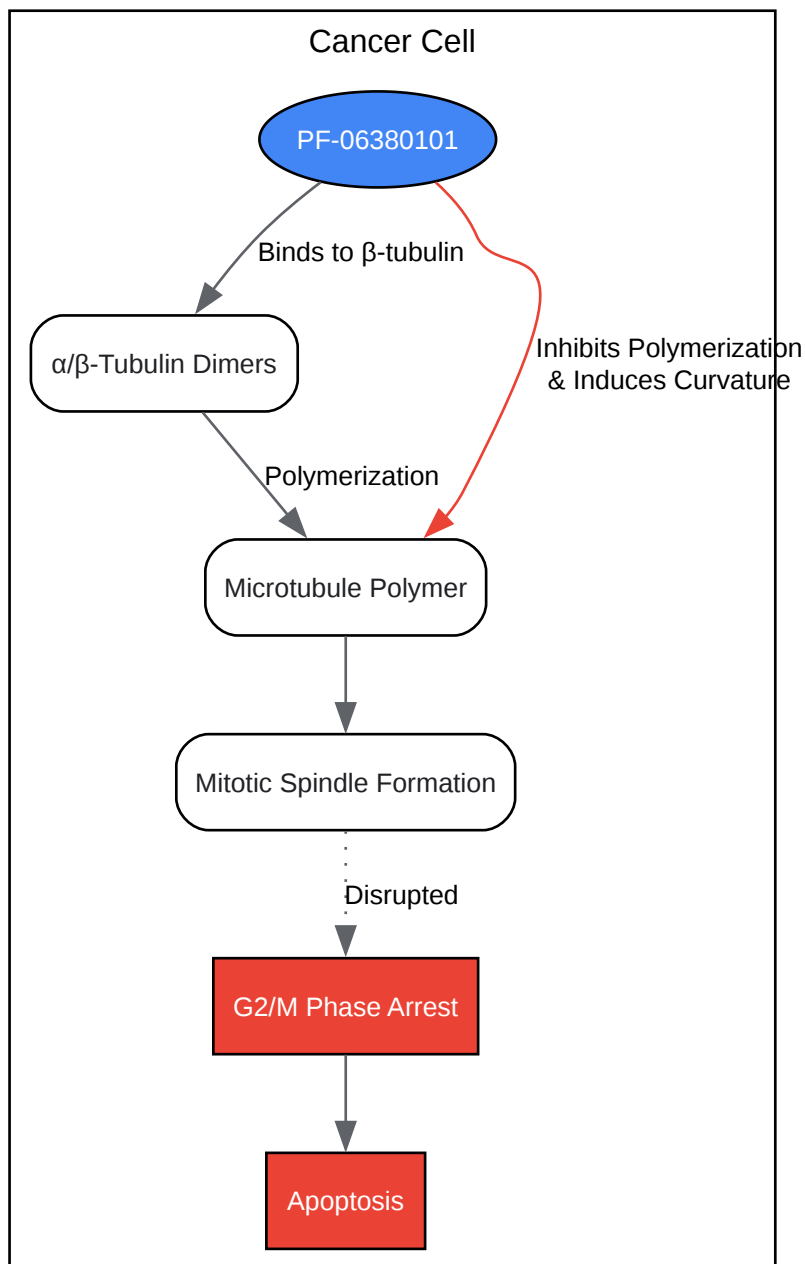 Cancer Cell
PF-06380101
Binds to β-tubulin
α/β-Tubulin Dimers
Inhibits Polymerization
& Induces Curvature
Polymerization
Microtubule Polymer
Mitotic Spindle Formation
Disrupted
G2/M Phase Arrest
Apoptosis